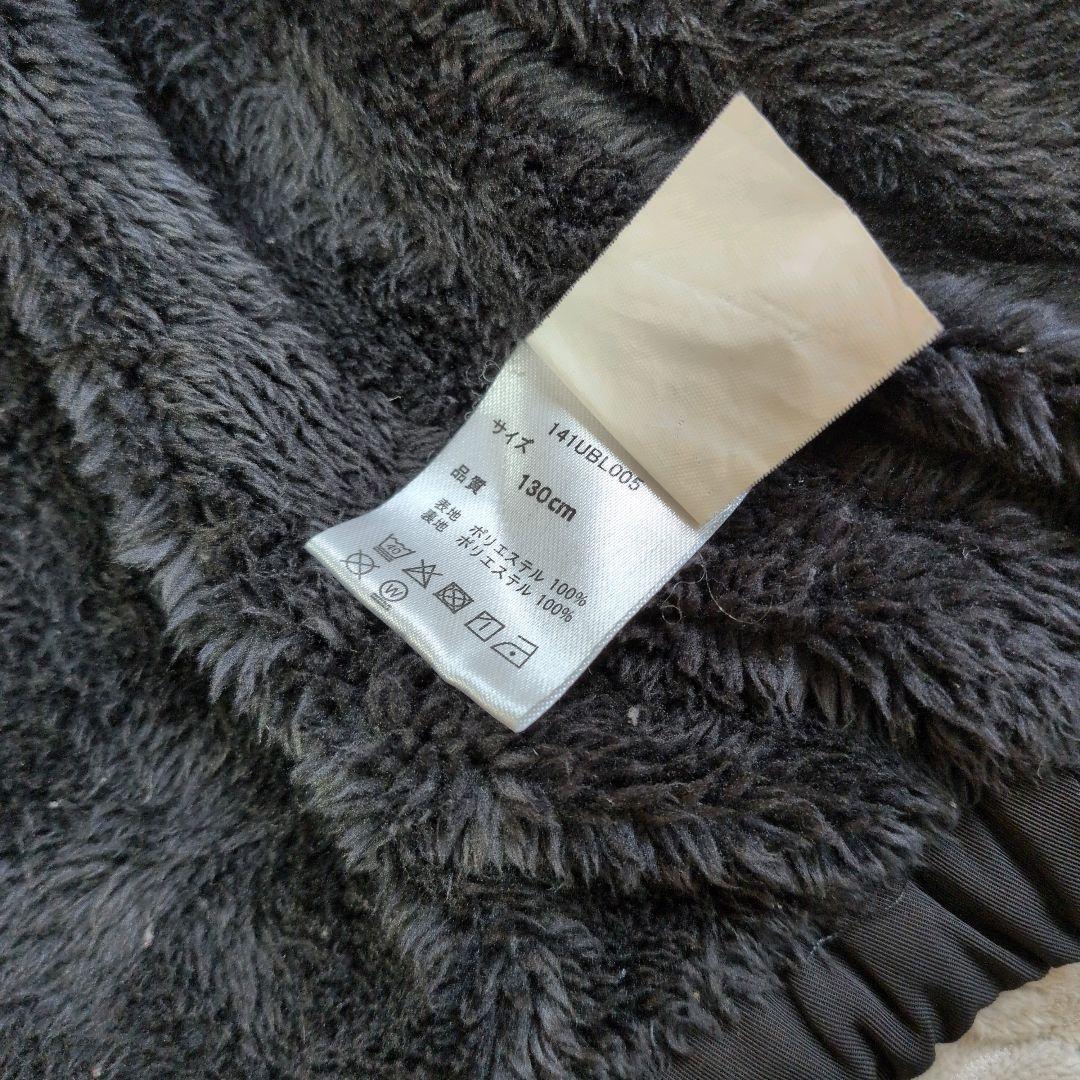 141UBL005
サイズ 130cm
品質 表地 ポリエステル 100%
裏地 ポリエステル 100%